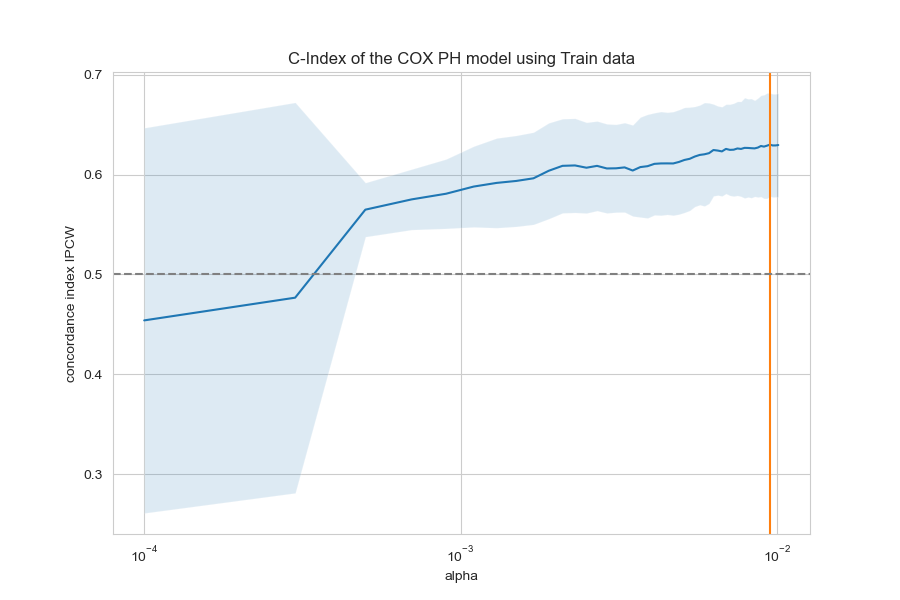 C-Index of the COX PH model using Train data
concordance index IPCW
0.7
0.6
0.5
0.4
0.3
10⁻⁴
10⁻³
10⁻²
alpha